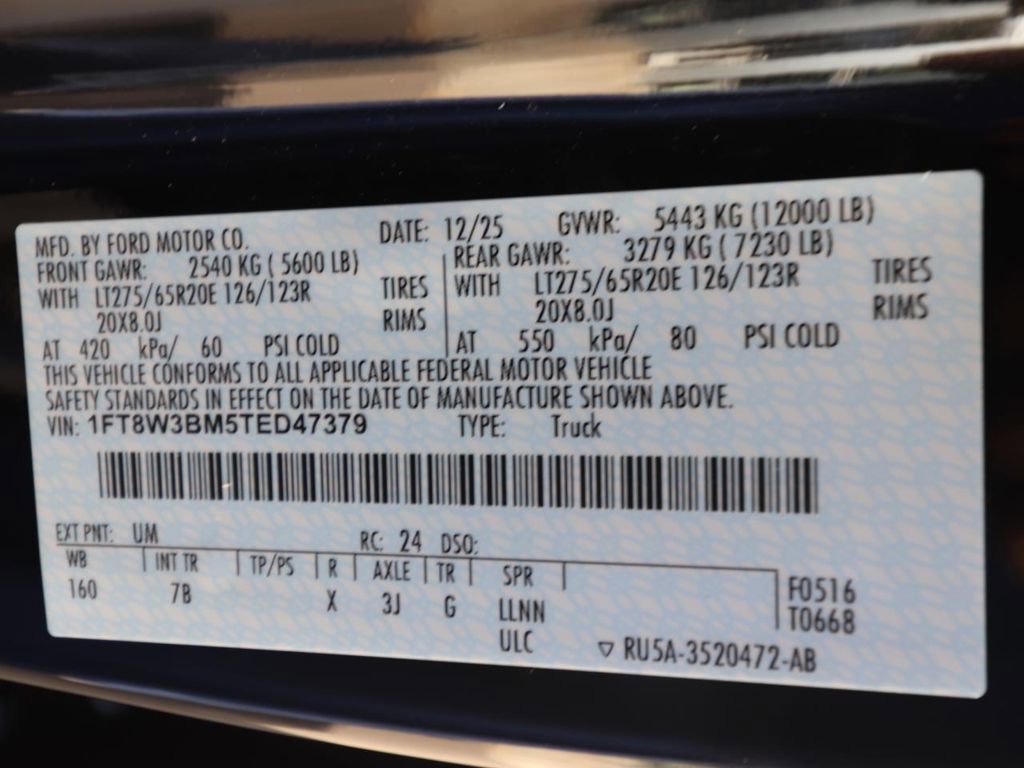 MFD. BY FORD MOTOR CO. DATE: 12/25 GVWR: 5443 KG (12000 LB)
FRONT GAWR: 2540 KG ( 5600 LB) REAR GAWR: 3279 KG ( 7230 LB)
WITH LT275/65R20E 126/123R TIRES WITH LT275/65R20E 126/123R TIRES
20X8.0J RIMS 20X8.0J RIMS
AT 420 kPa/ 60 PSI COLD AT 550 kPa/ 80 PSI COLD
THIS VEHICLE CONFORMS TO ALL APPLICABLE FEDERAL MOTOR VEHICLE
SAFETY STANDARDS IN EFFECT ON THE DATE OF MANUFACTURE SHOWN ABOVE.
VIN: 1FT8W3BM5TED47379 TYPE: Truck
EXT PNT: UM RC: 24 DSO:
WB INT TR TP/PS R AXLE TR SPR
160 7B X 3J G LLNN F0516
ULC T0668
▽ RU5A-3520472-AB